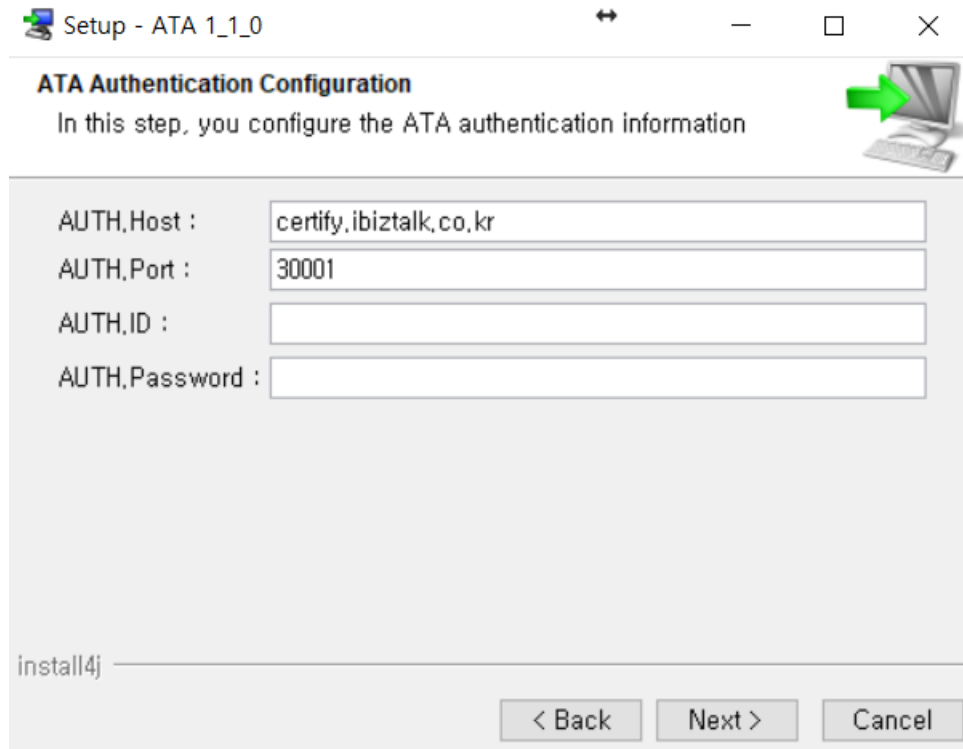 Setup - ATA 1_1_0
ATA Authentication Configuration
In this step, you configure the ATA authentication information
AUTH.Host : certify.ibiztalk.co.kr
AUTH.Port : 30001
AUTH.ID :
AUTH.Password :
install4j
< Back Next > Cancel